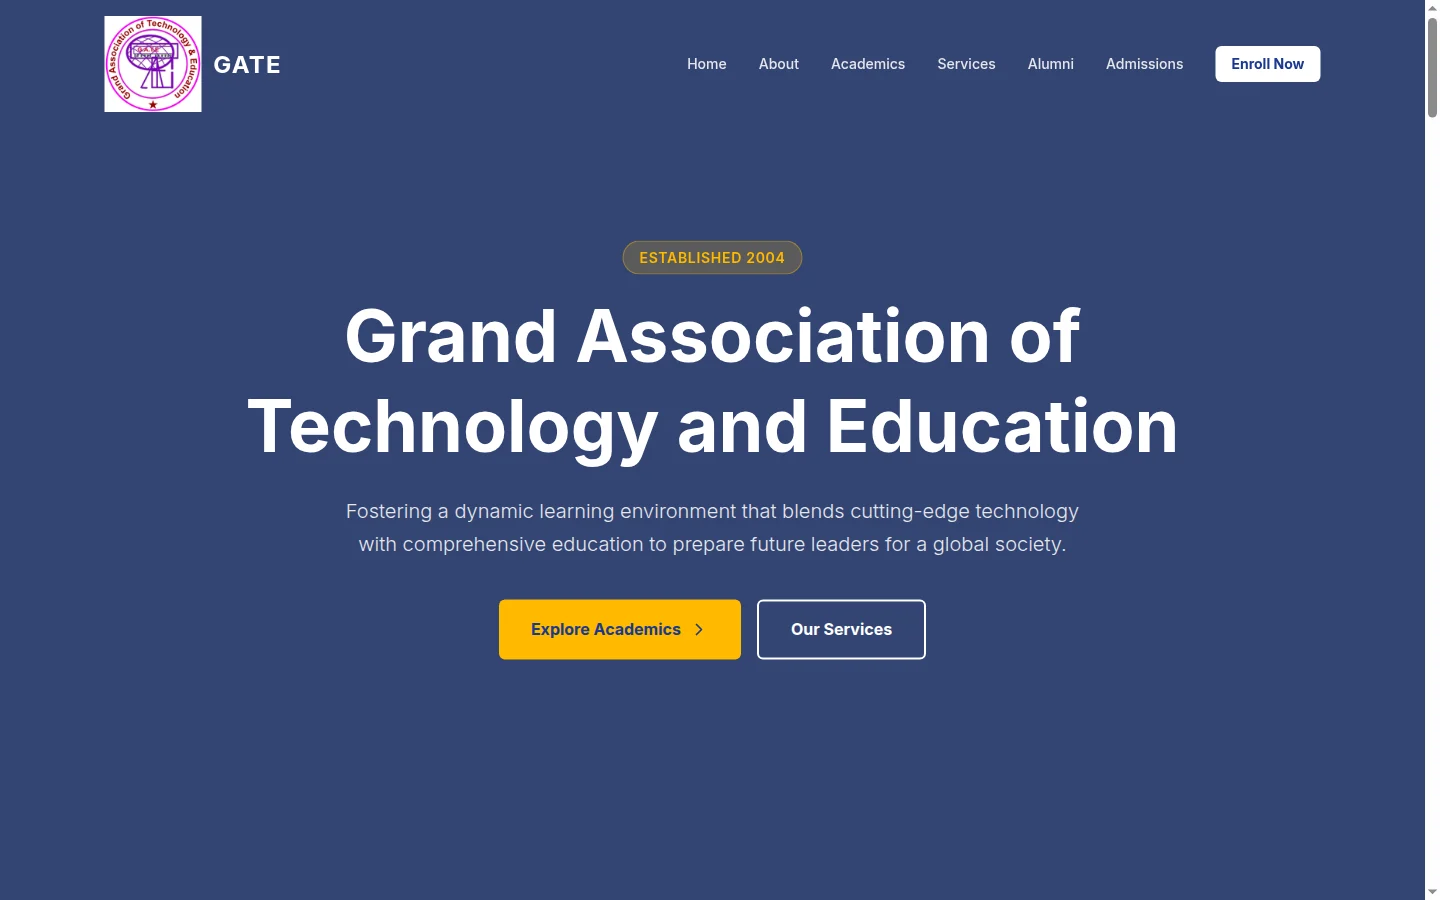 Grand Association of Technology & Education
GATE
Home
About
Academics
Services
Alumni
Admissions
Enroll Now
ESTABLISHED 2004
Grand Association of
Technology and Education
Fostering a dynamic learning environment that blends cutting-edge technology
with comprehensive education to prepare future leaders for a global society.
Explore Academics
Our Services